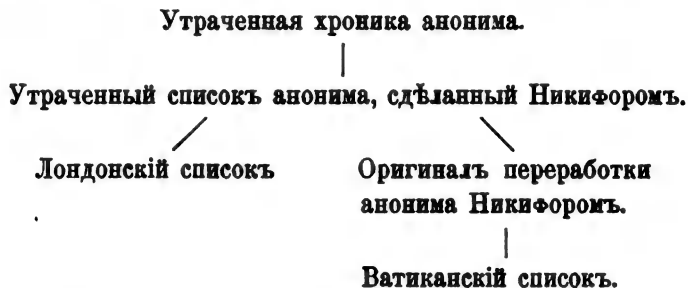 Утраченная хроника анонима.
Утраченный списокъ анонима, сдѣланный Никифоромъ.
Лондонскій списокъ
Оригиналъ переработки
анонима Никифоромъ.
Ватиканскій списокъ.